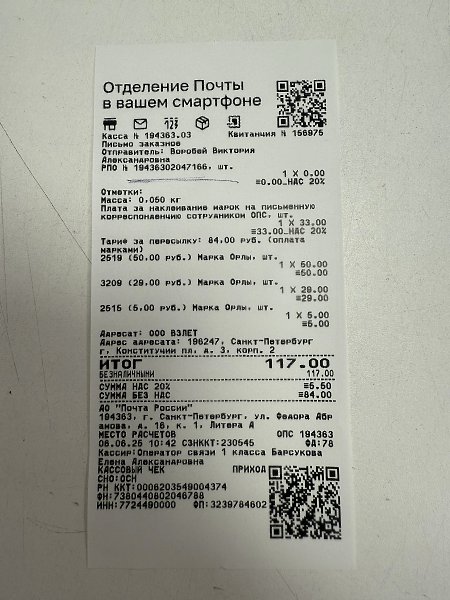 Отделение Почты
в вашем смартфоне
Касса № 194363.03 Квитанция № 156975
Письмо заказное
Отправитель: Воробей Виктория
Александровна
РПО № 19436302047166, шт.
1 X 0.00
≡0.00_НДС 20%
Отметки:
Масса: 0,050 кг
Плата за наклеивание марок на письменную
корреспонденцию сотрудником ОПС, шт.
1 X 33.00
≡33.00_НДС 20%
Тариф за пересылку: 84,00 руб. (оплата
марками)
2519 (50,00 руб.) Марка Орлы, шт.
1 X 50.00
≡50.00
3209 (29,00 руб.) Марка Орлы, шт.
1 X 29.00
≡29.00
2515 (5,00 руб.) Марка Орлы, шт.
1 X 5.00
≡5.00
Адресат: ООО ВЗЛЕТ
Адрес адресата: 196247, Санкт-Петербург
г, Конституции пл, д. 3, корп. 2
ИТОГ 117.00
БЕЗНАЛИЧНЫМИ 117.00
СУММА НДС 20% ≡5.50
СУММА БЕЗ НДС ≡84.00
АО "Почта России"
194363, г. Санкт-Петербург, ул. Федора Абр
амова, д. 16, к. 1, Литера А
МЕСТО РАСЧЕТОВ ОПС 194363
06.06.25 10:42 СЗНККТ:230545 ФД:78
Кассир:Оператор связи 1 класса Барсукова
Елена Александровна
КАССОВЫЙ ЧЕК ПРИХОД
СНО:ОСН
РН ККТ:0008203549004374
ФН:7380440802046788
ИНН:7724490000 ФП:3239784602